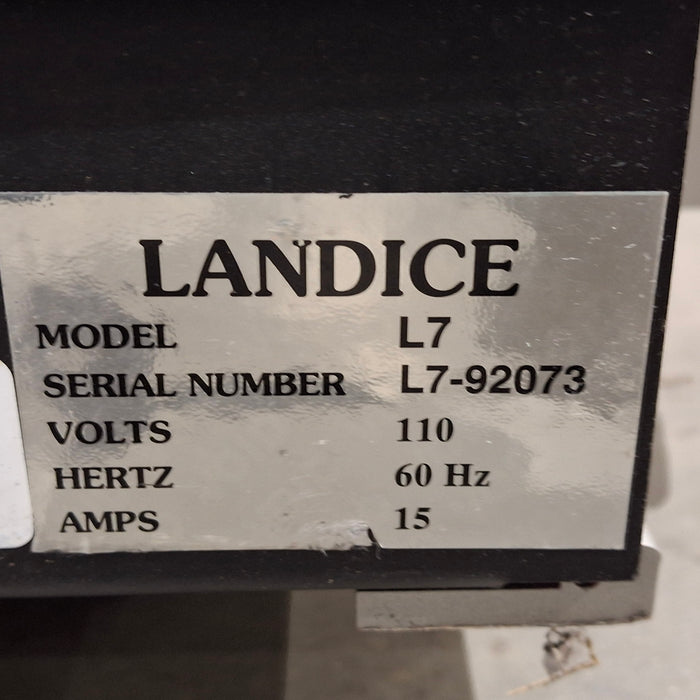 LANDICE
MODEL L7
SERIAL NUMBER L7-92073
VOLTS 110
HERTZ 60 Hz
AMPS 15